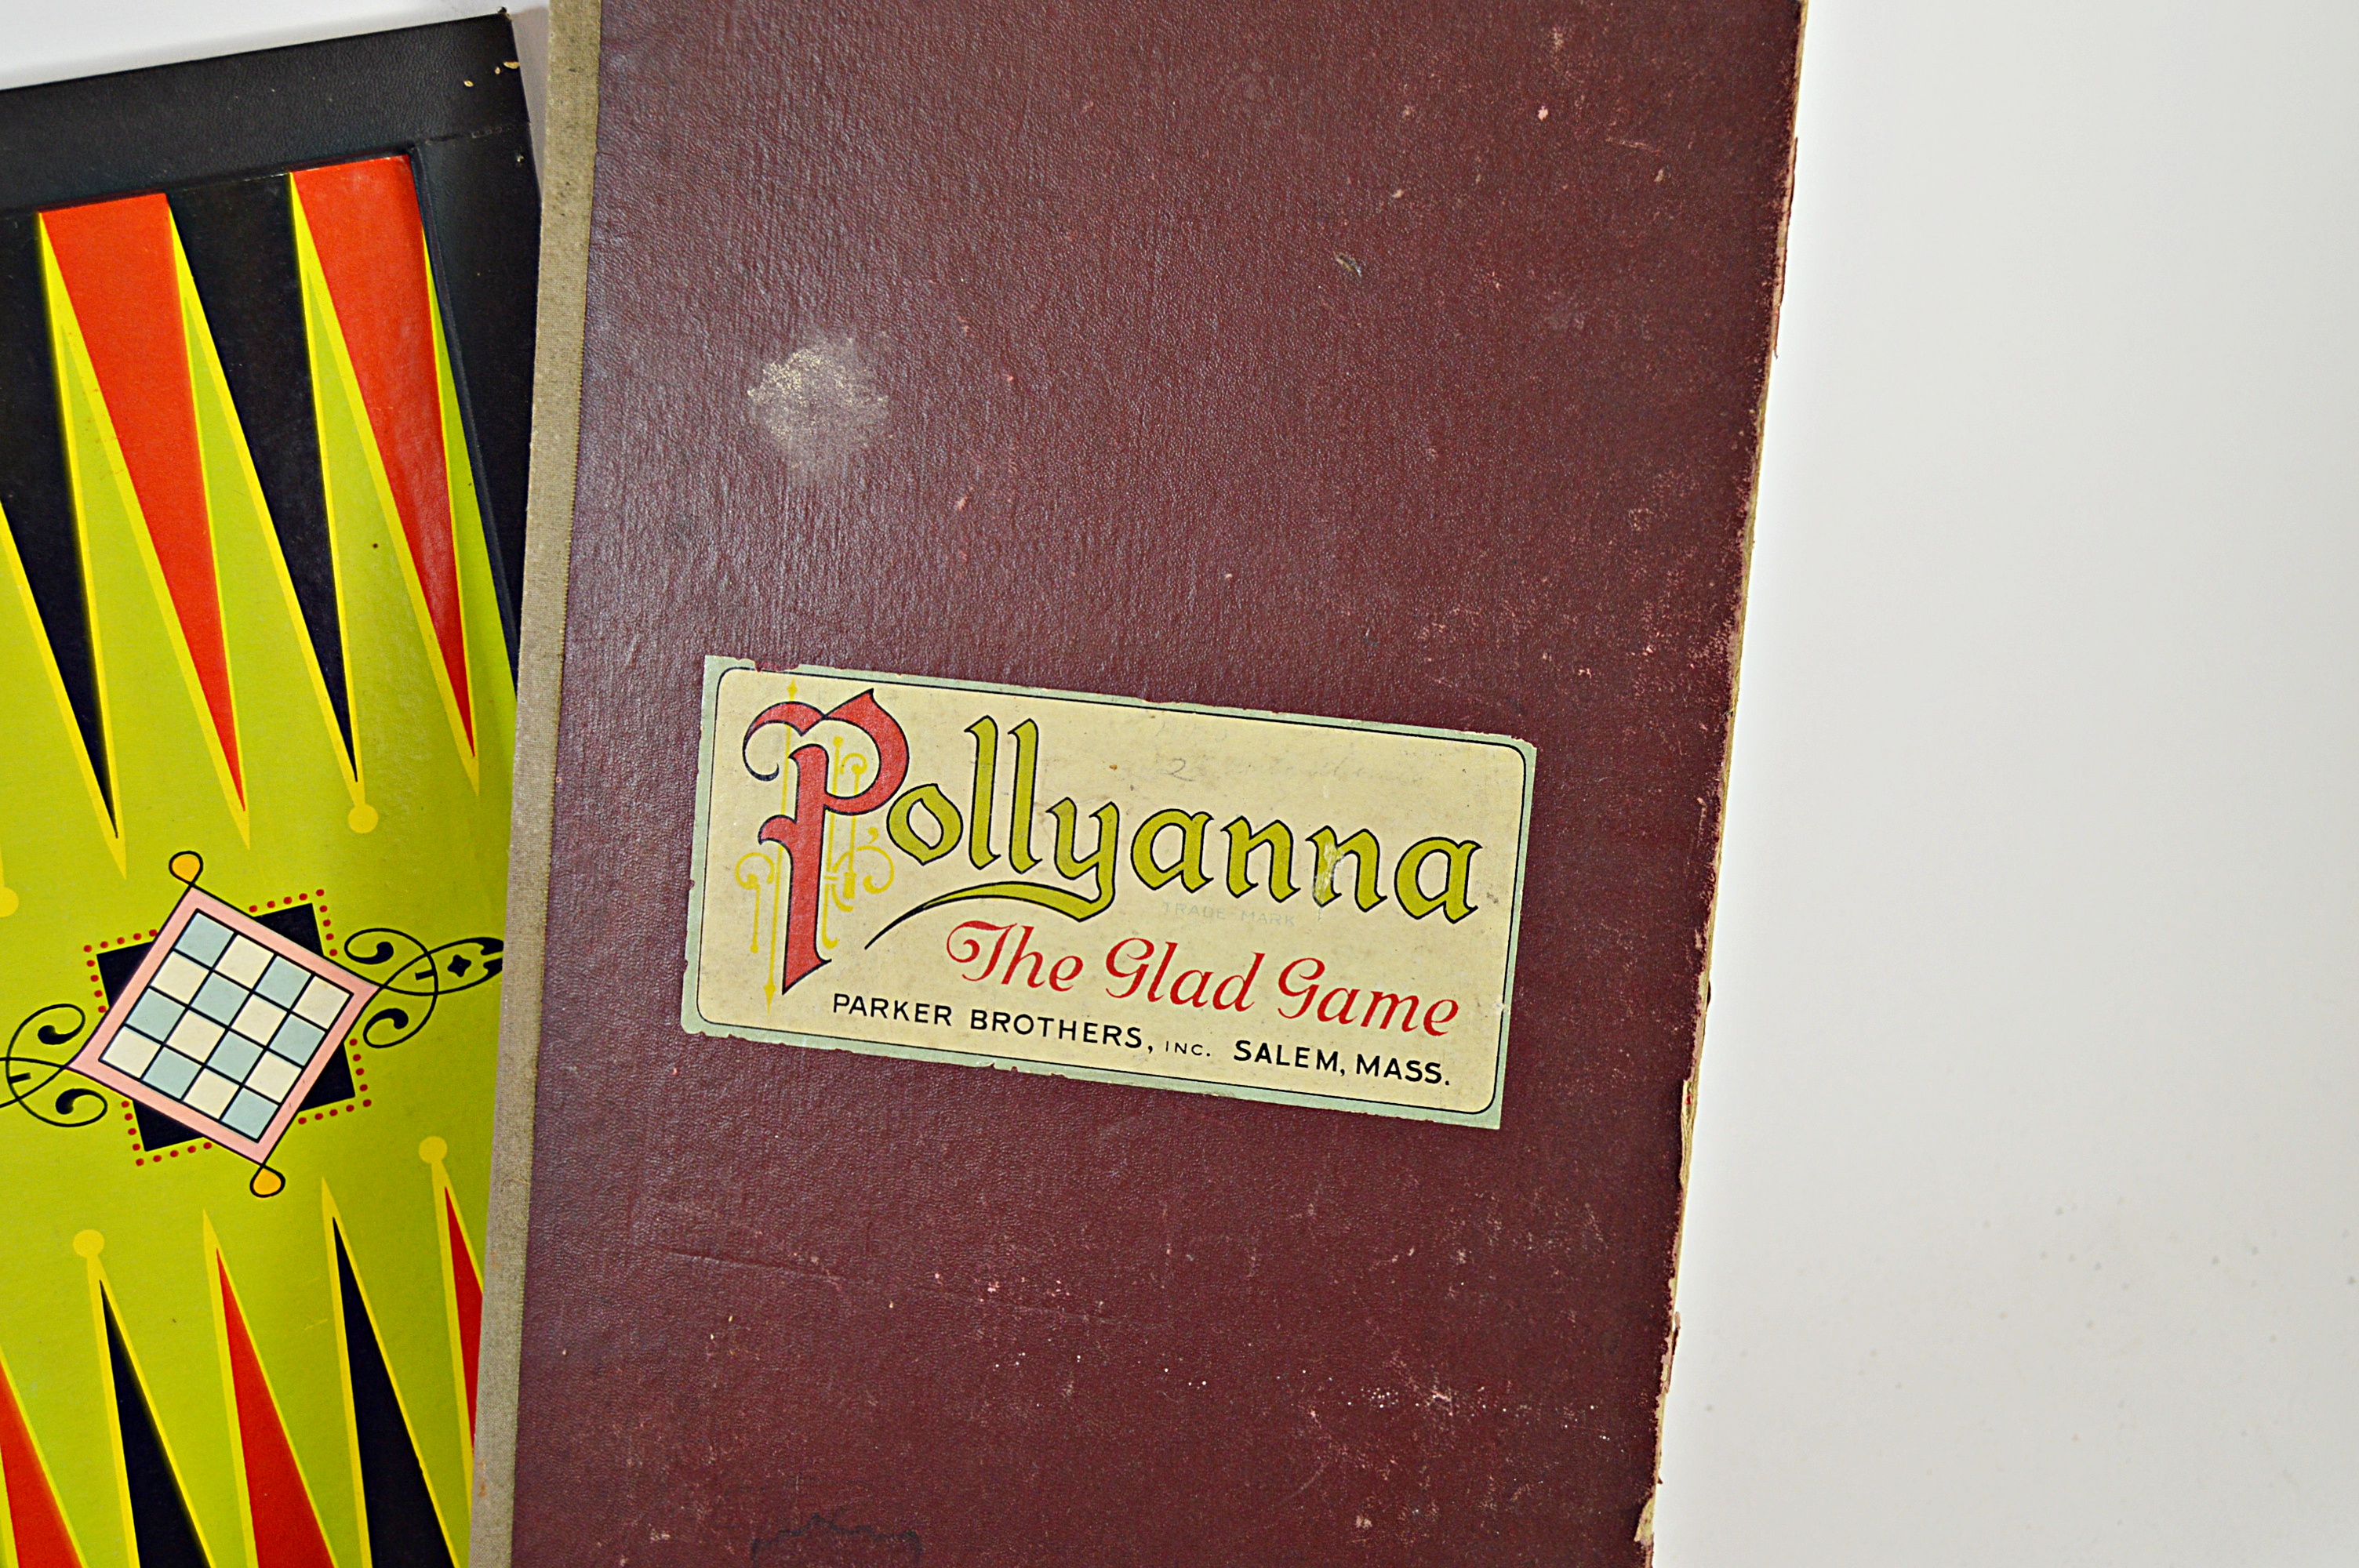 Pollyanna
TRADE MARK
The Glad Game
PARKER BROTHERS, INC. SALEM, MASS.